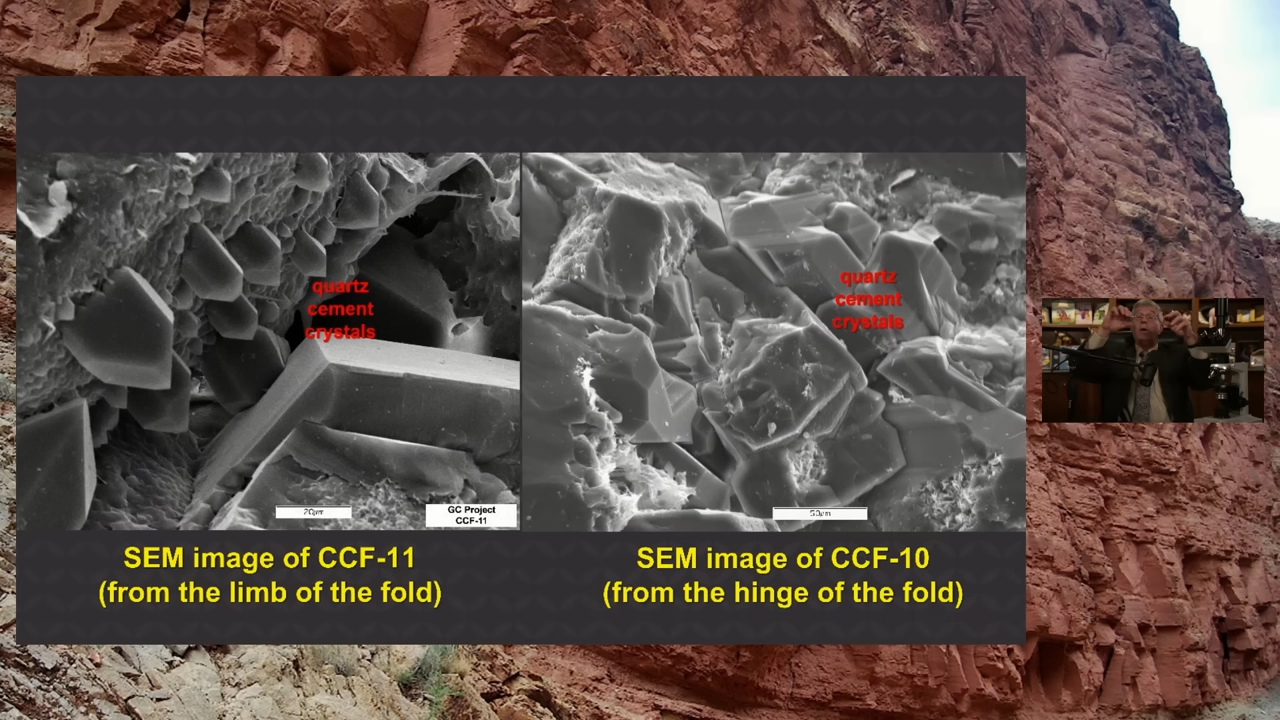 quartz
cement
crystals
20µm
GC Project
CCF-11
quartz
cement
crystals
50µm
SEM image of CCF-11
(from the limb of the fold)
SEM image of CCF-10
(from the hinge of the fold)